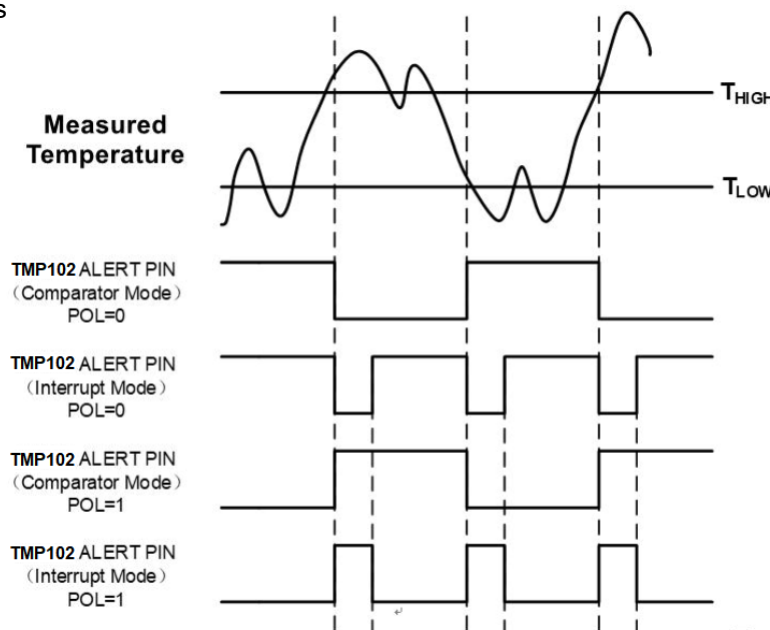 s
Measured
Temperature
THIGH
TLOW
TMP102 ALERT PIN
（Comparator Mode）
POL=0
TMP102 ALERT PIN
（Interrupt Mode）
POL=0
TMP102 ALERT PIN
（Comparator Mode）
POL=1
TMP102 ALERT PIN
（Interrupt Mode）
POL=1